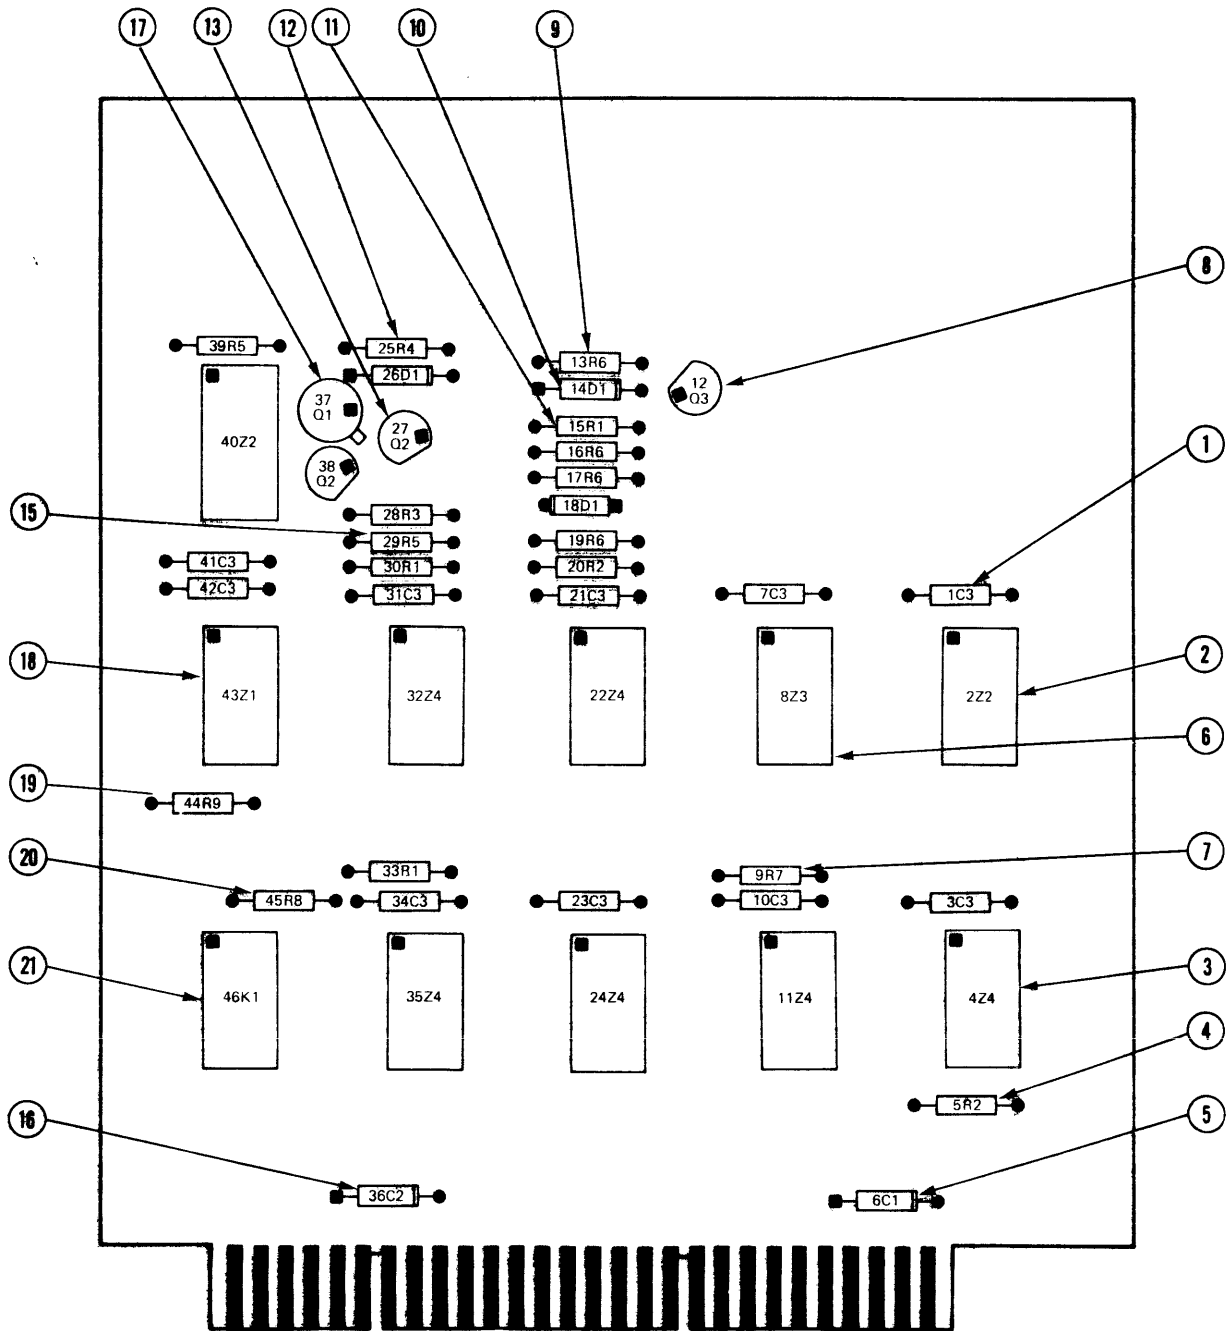 17 13 12 11 10 9
8
39R5 25R4 13R6
26D1 14D1 12 Q3
37 Q1
40Z2 27 Q2 15R1
1
16R6
38 Q2 17R6
18D1
15 28R3
29R5 19R6
41C3 30R1 20R2
42C3 31C3 21C3 7C3 1C3
18 43Z1 32Z4 22Z4 8Z3 2Z2 2
6
19 44R9
20 33R1 9R7 7
45R8 34C3 23C3 10C3 3C3
21 46K1 35Z4 24Z4 11Z4 4Z4 3
4
5R2
16 5
36C2 6C1